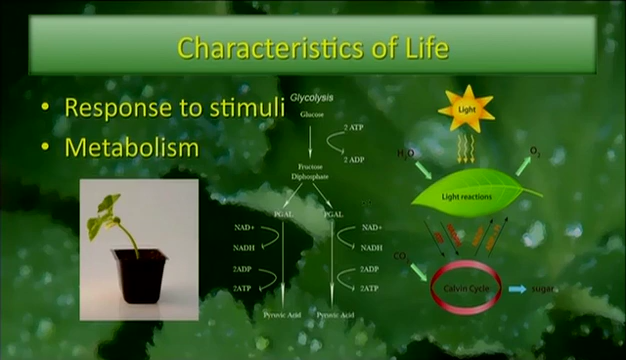 Characteristics of Life
• Response to stimuli
• Metabolism
Glycolysis
Glucose
2 ATP
2 ADP
Fructose
Diphosphate
PGAL PGAL
NAD+ NAD+
NADH NADH
2ADP 2ADP
2ATP 2ATP
Pyruvic Acid Pyruvic Acid
Light
H2O
O2
Light reactions
CO2
Calvin Cycle
sugar